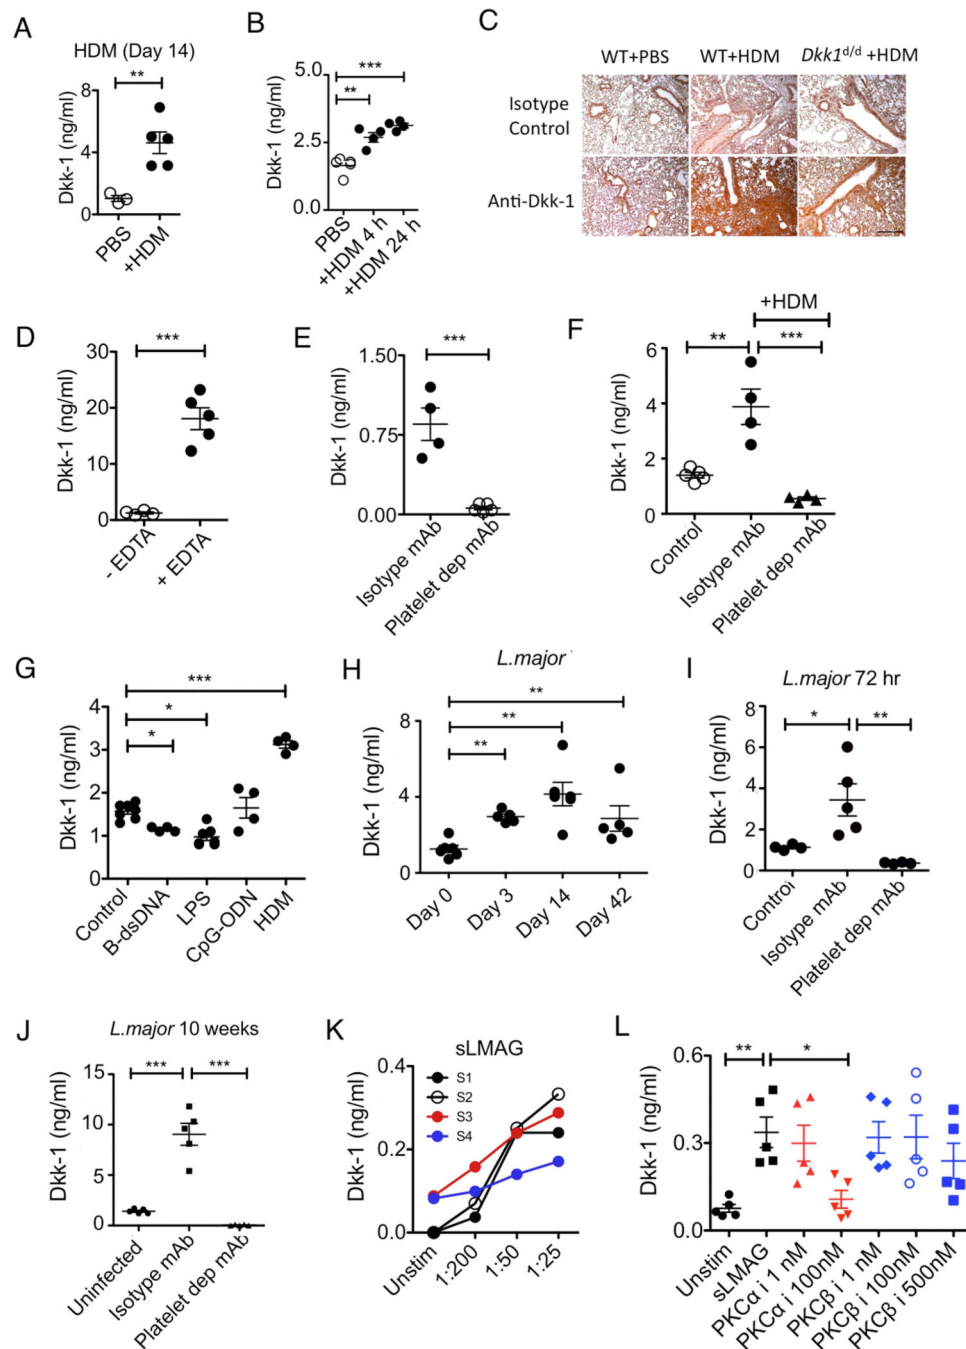 A
HDM (Day 14)
**
Dkk-1 (ng/ml)
8
4
0
PBS
+HDM
B
***
**
Dkk-1 (ng/ml)
5.0
2.5
0.0
PBS
+HDM 4 h
+HDM 24 h
C
WT+PBS WT+HDM Dkk1d/d +HDM
Isotype
Control
Anti-Dkk-1
D
***
Dkk-1 (ng/ml)
30
20
10
0
- EDTA
+ EDTA
E
***
Dkk-1 (ng/ml)
1.50
0.75
0.00
Isotype mAb
Platelet dep mAb
F
+HDM
** ***
Dkk-1 (ng/ml)
6
4
2
0
Control
Isotype mAb
Platelet dep mAb
G
***
*
*
Dkk-1 (ng/ml)
4
3
2
1
0
Control
B-dsDNA
LPS
CpG-ODN
HDM
H
L.major
**
**
**
Dkk-1 (ng/ml)
8
4
0
Day 0
Day 3
Day 14
Day 42
I
L.major 72 hr
* **
Dkk-1 (ng/ml)
8
6
4
2
0
Control
Isotype mAb
Platelet dep mAb
J
L.major 10 weeks
*** ***
Dkk-1 (ng/ml)
15
10
5
0
Uninfected
Isotype mAb
Platelet dep mAb
K
sLMAG
S1
S2
S3
S4
Dkk-1 (ng/ml)
0.4
0.2
0.0
Unstim
1:200
1:50
1:25
L
** *
Dkk-1 (ng/ml)
0.6
0.3
0.0
Unstim
sLMAG
PKCα i 1 nM
PKCα i 100nM
PKCβ i 1 nM
PKCβ i 100nM
PKCβ i 500nM